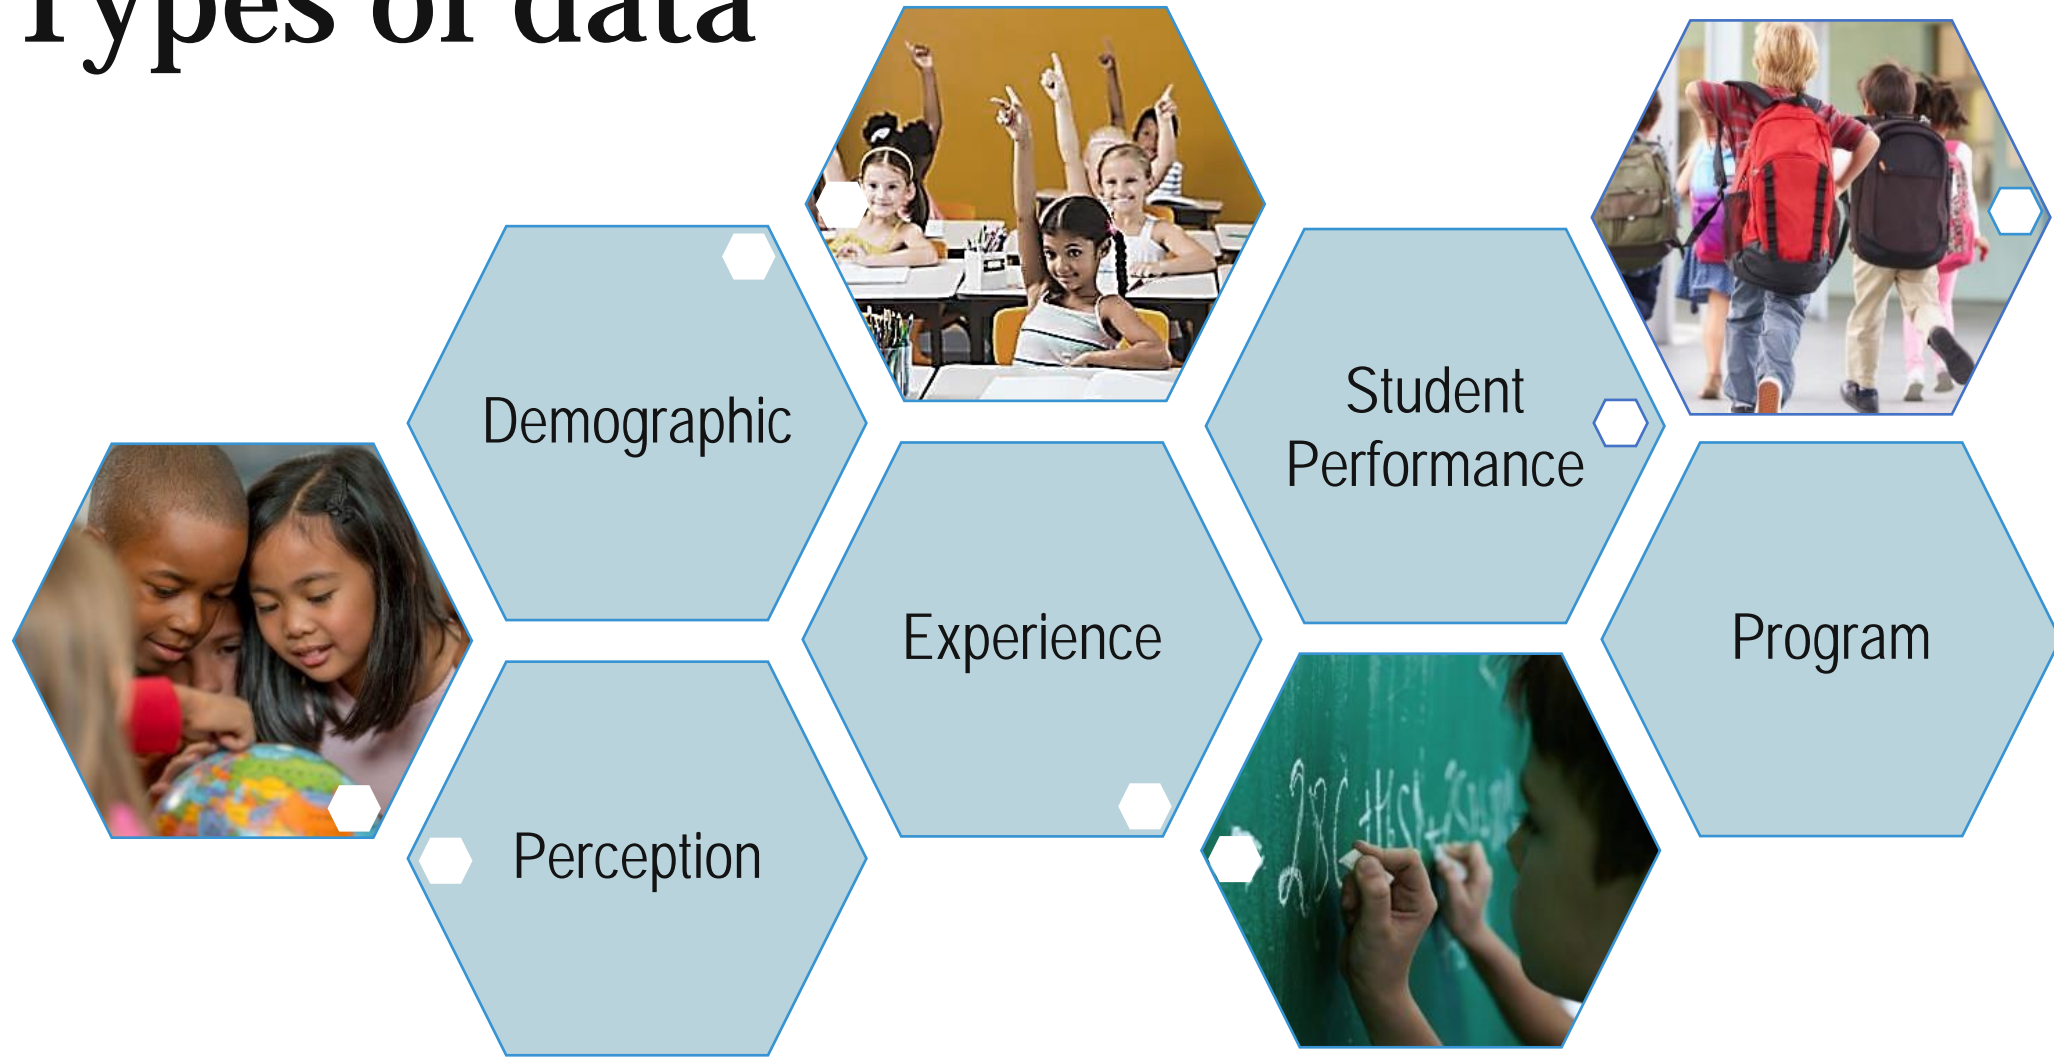 Types of data
Demographic
Student
Performance
Experience
Program
Perception